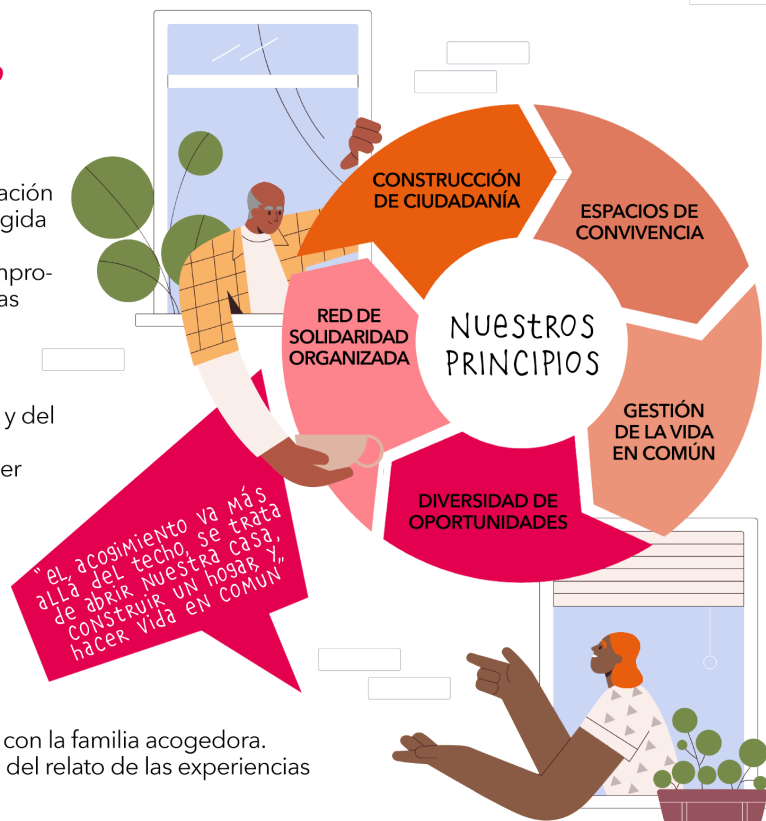 ación
gida
mpro-
as
y del
er
CONSTRUCCIÓN
DE CIUDADANÍA
ESPACIOS DE
CONVIVENCIA
RED DE
SOLIDARIDAD
ORGANIZADA
NUESTROS
PRINCIPIOS
GESTIÓN
DE LA VIDA
EN COMÚN
DIVERSIDAD DE
OPORTUNIDADES
"EL ACOGIMIENTO VA MÁS
ALLÁ DEL TECHO, SE TRATA
DE ABRIR NUESTRA CASA,
CONSTRUIR UN HOGAR Y
HACER VIDA EN COMÚN"
con la familia acogedora.
del relato de las experiencias